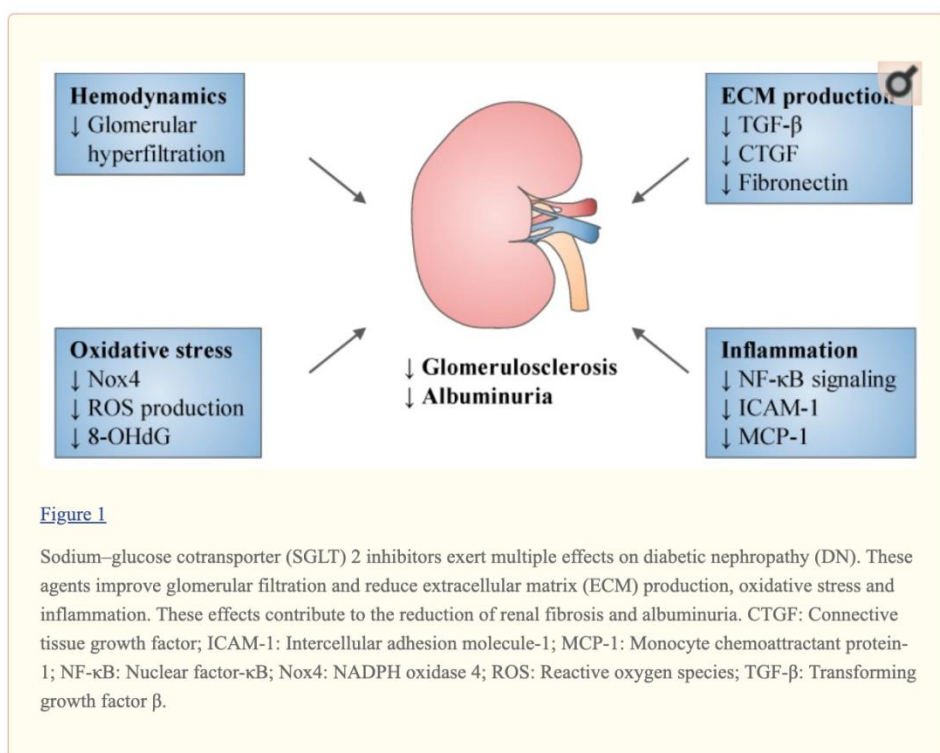 Hemodynamics
↓ Glomerular
hyperfiltration
ECM production
↓ TGF-β
↓ CTGF
↓ Fibronectin
Oxidative stress
↓ Nox4
↓ ROS production
↓ 8-OHdG
↓ Glomerulosclerosis
↓ Albuminuria
Inflammation
↓ NF-κB signaling
↓ ICAM-1
↓ MCP-1
Figure 1
Sodium–glucose cotransporter (SGLT) 2 inhibitors exert multiple effects on diabetic nephropathy (DN). These
agents improve glomerular filtration and reduce extracellular matrix (ECM) production, oxidative stress and
inflammation. These effects contribute to the reduction of renal fibrosis and albuminuria. CTGF: Connective
tissue growth factor; ICAM-1: Intercellular adhesion molecule-1; MCP-1: Monocyte chemoattractant protein-
1; NF-κB: Nuclear factor-κB; Nox4: NADPH oxidase 4; ROS: Reactive oxygen species; TGF-β: Transforming
growth factor β.